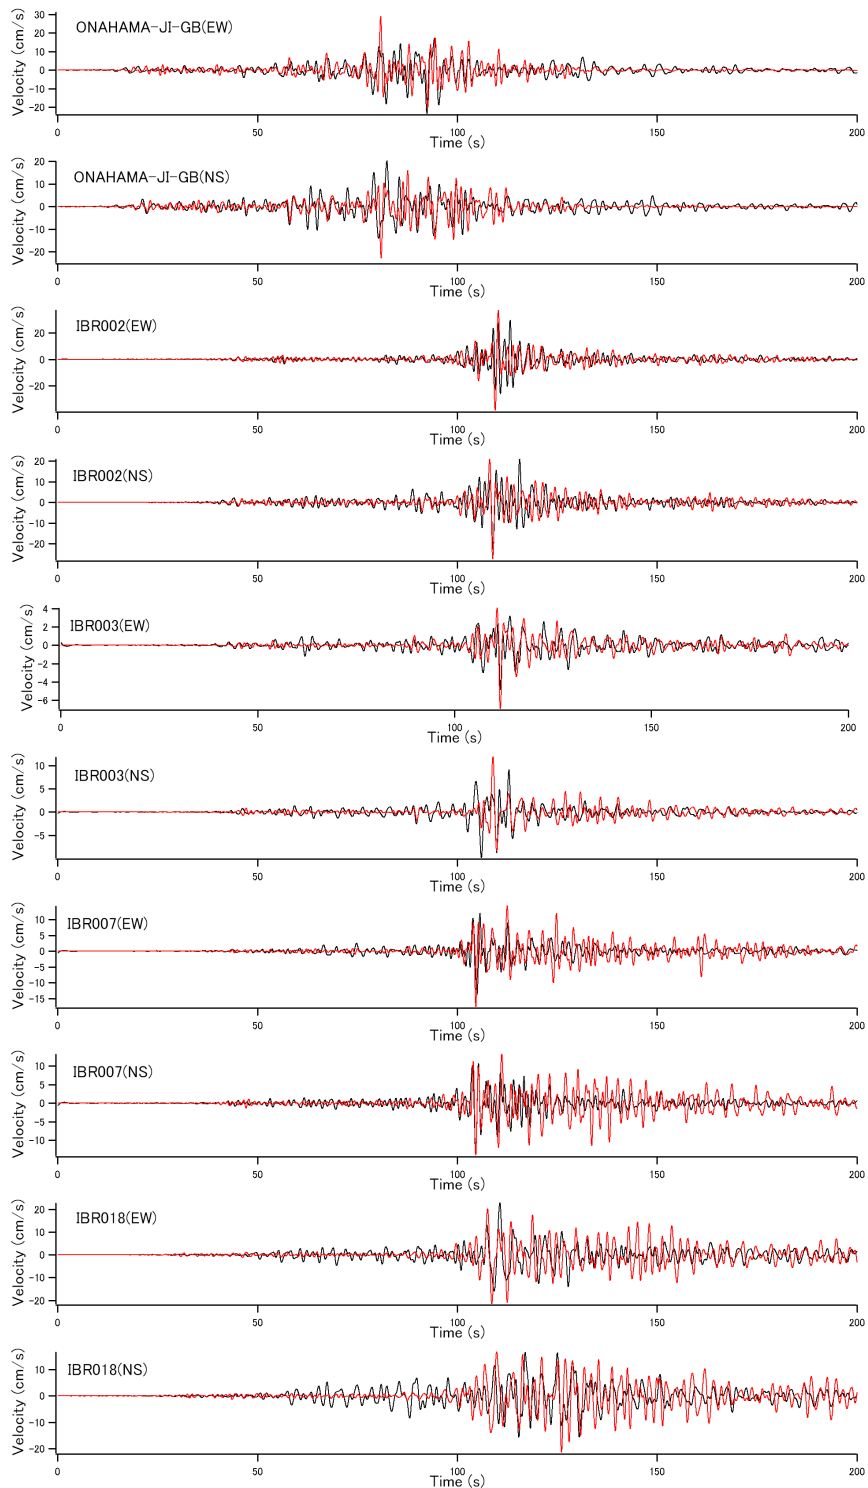 ONAHAMA-JI-GB(EW)
Velocity (cm/s)
30
20
10
0
-10
-20
0 50 100 150 200
Time (s)
ONAHAMA-JI-GB(NS)
Velocity (cm/s)
20
10
0
-10
-20
0 50 100 150 200
Time (s)
IBR002(EW)
Velocity (cm/s)
20
0
-20
0 50 100 150 200
Time (s)
IBR002(NS)
Velocity (cm/s)
20
10
0
-10
-20
0 50 100 150 200
Time (s)
IBR003(EW)
Velocity (cm/s)
4
2
0
-2
-4
-6
0 50 100 150 200
Time (s)
IBR003(NS)
Velocity (cm/s)
10
5
0
-5
0 50 100 150 200
Time (s)
IBR007(EW)
Velocity (cm/s)
10
5
0
-5
-10
-15
0 50 100 150 200
Time (s)
IBR007(NS)
Velocity (cm/s)
10
5
0
-5
-10
0 50 100 150 200
Time (s)
IBR018(EW)
Velocity (cm/s)
20
10
0
-10
-20
0 50 100 150 200
Time (s)
IBR018(NS)
Velocity (cm/s)
10
0
-10
-20
0 50 100 150 200
Time (s)